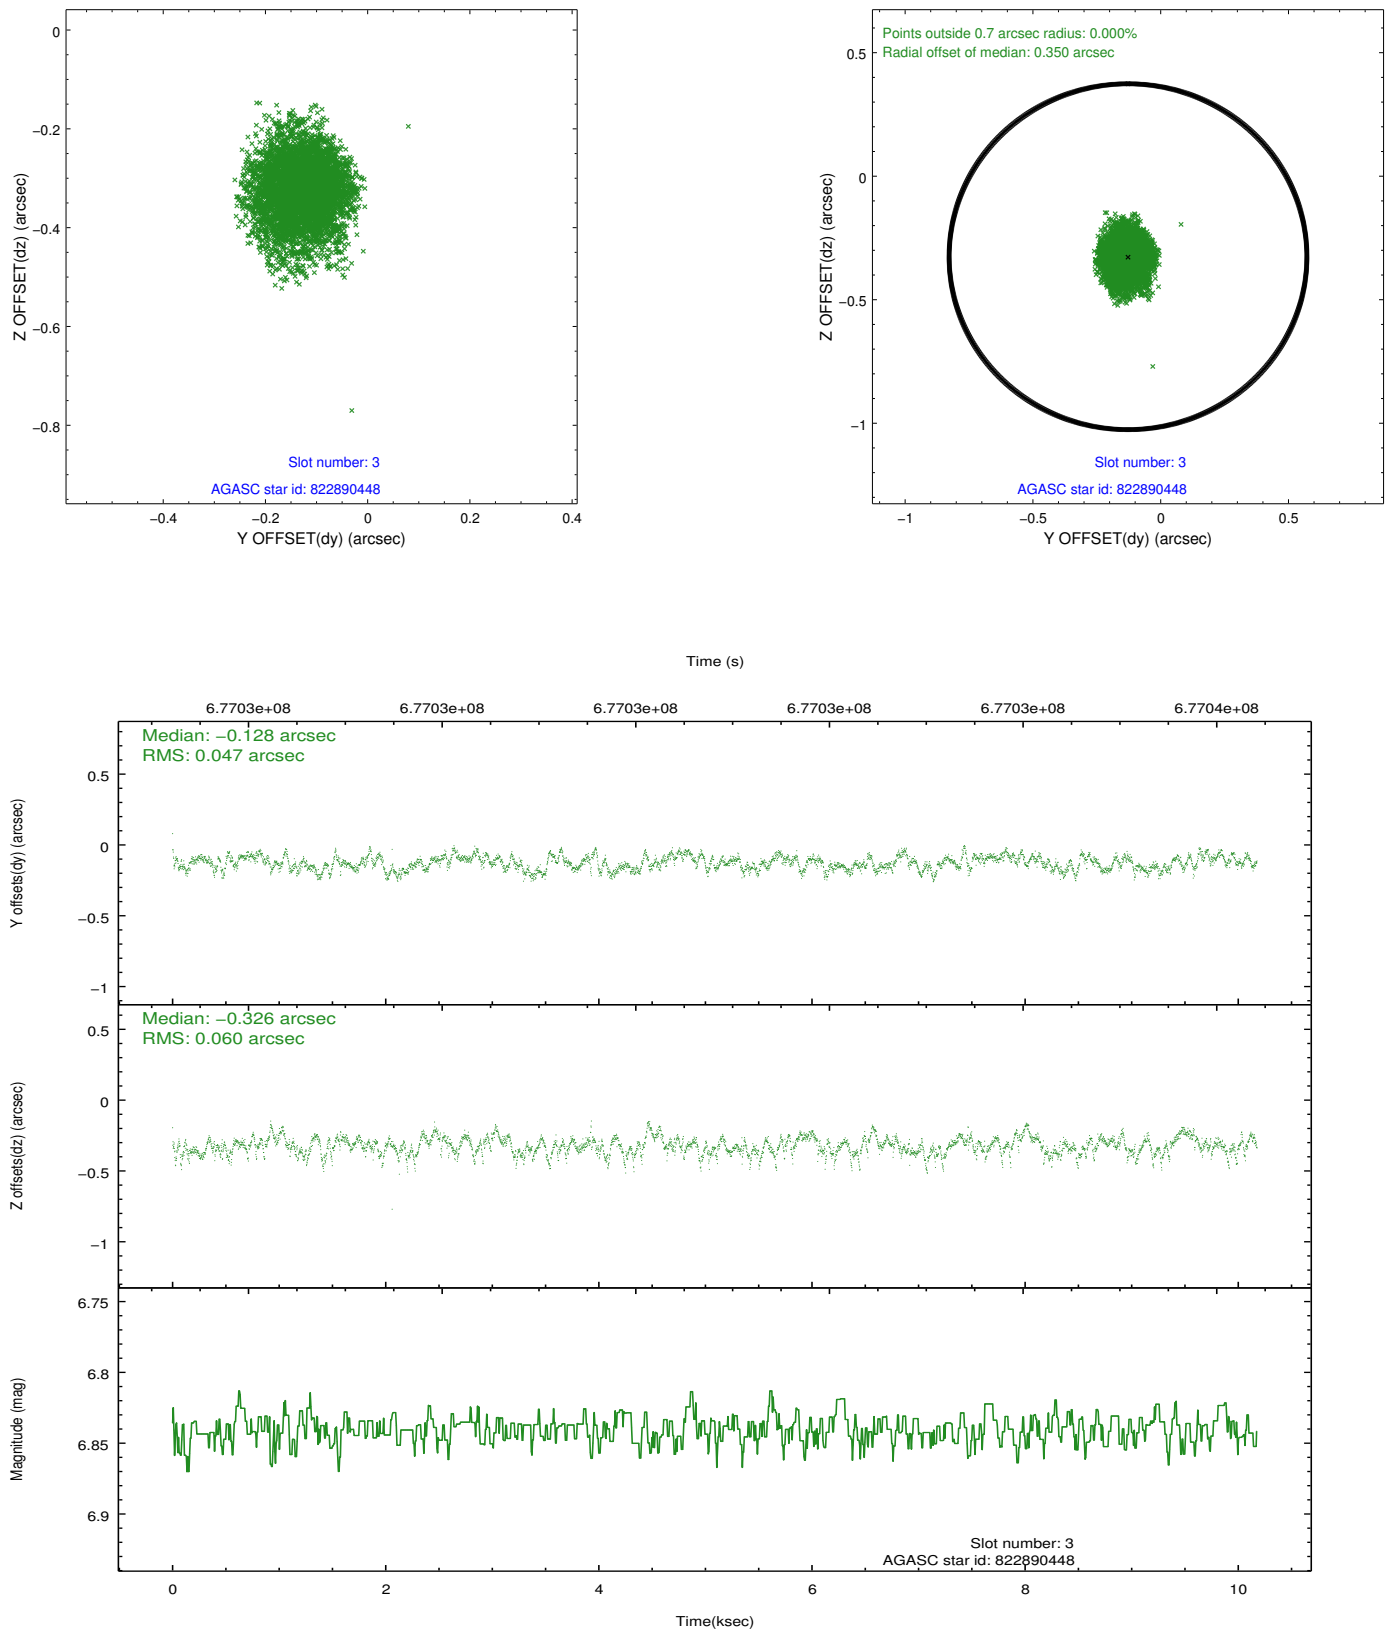 0
−0.2
−0.4
−0.6
−0.8
Z OFFSET(dz) (arcsec)
Slot number: 3
AGASC star id: 822890448
−0.4
−0.2
0
0.2
0.4
Y OFFSET(dy) (arcsec)
Points outside 0.7 arcsec radius: 0.000%
Radial offset of median: 0.350 arcsec
0.5
0
−0.5
−1
Z OFFSET(dz) (arcsec)
Slot number: 3
AGASC star id: 822890448
−1
−0.5
0
0.5
Y OFFSET(dy) (arcsec)
Time (s)
6.7703e+08
6.7703e+08
6.7703e+08
6.7703e+08
6.7703e+08
6.7704e+08
Median: −0.128 arcsec
RMS: 0.047 arcsec
0.5
0
−0.5
−1
Y offsets(dy) (arcsec)
Median: −0.326 arcsec
RMS: 0.060 arcsec
0.5
0
−0.5
−1
Z offsets(dz) (arcsec)
6.75
6.8
6.85
6.9
Magnitude (mag)
Slot number: 3
AGASC star id: 822890448
0
2
4
6
8
10
Time(ksec)